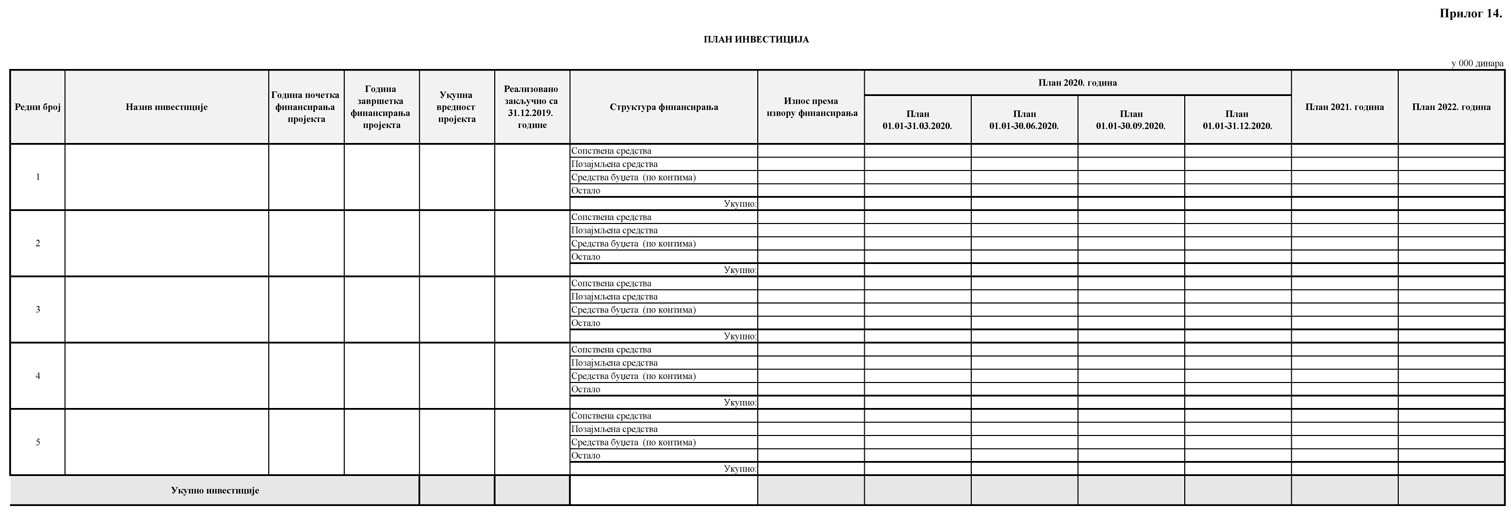 Прилог 14.
ПЛАН ИНВЕСТИЦИЈА
у 000 динара
Редни број
Назив инвестиције
Година почетка
финансирања
пројекта
Година
завршетка
финансирања
пројекта
Укупна
вредност
пројекта
Реализовано
закључно са
31.12.2019.
године
Структура финансирања
Износ према
извору финансирања
План 2020. година
План
01.01-31.03.2020.
План
01.01-30.06.2020.
План
01.01-30.09.2020.
План
01.01-31.12.2020.
План 2021. година
План 2022. година
1
Сопствена средства
Позајмљена средства
Средства буџета (по контима)
Остало
Укупно:
2
Сопствена средства
Позајмљена средства
Средства буџета (по контима)
Остало
Укупно:
3
Сопствена средства
Позајмљена средства
Средства буџета (по контима)
Остало
Укупно:
4
Сопствена средства
Позајмљена средства
Средства буџета (по контима)
Остало
Укупно:
5
Сопствена средства
Позајмљена средства
Средства буџета (по контима)
Остало
Укупно:
Укупно инвестиције